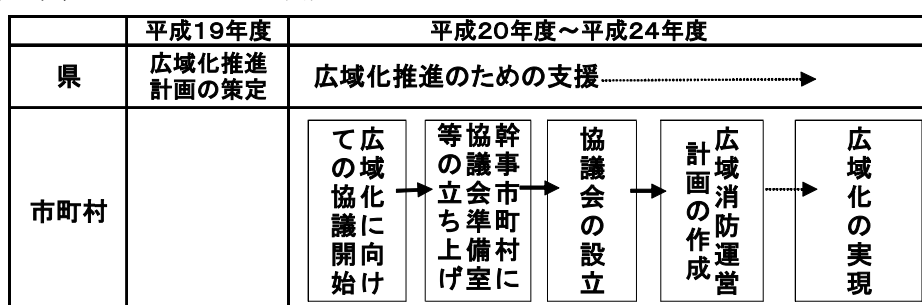 平成19年度
平成20年度～平成24年度
県
広域化推進
計画の策定
広域化推進のための支援
市町村
広域化に向け
ての協議開始
幹事市町村に
協議会準備室
等の立ち上げ
協議会の設立
広域消防運営
計画の作成
広域化の実現